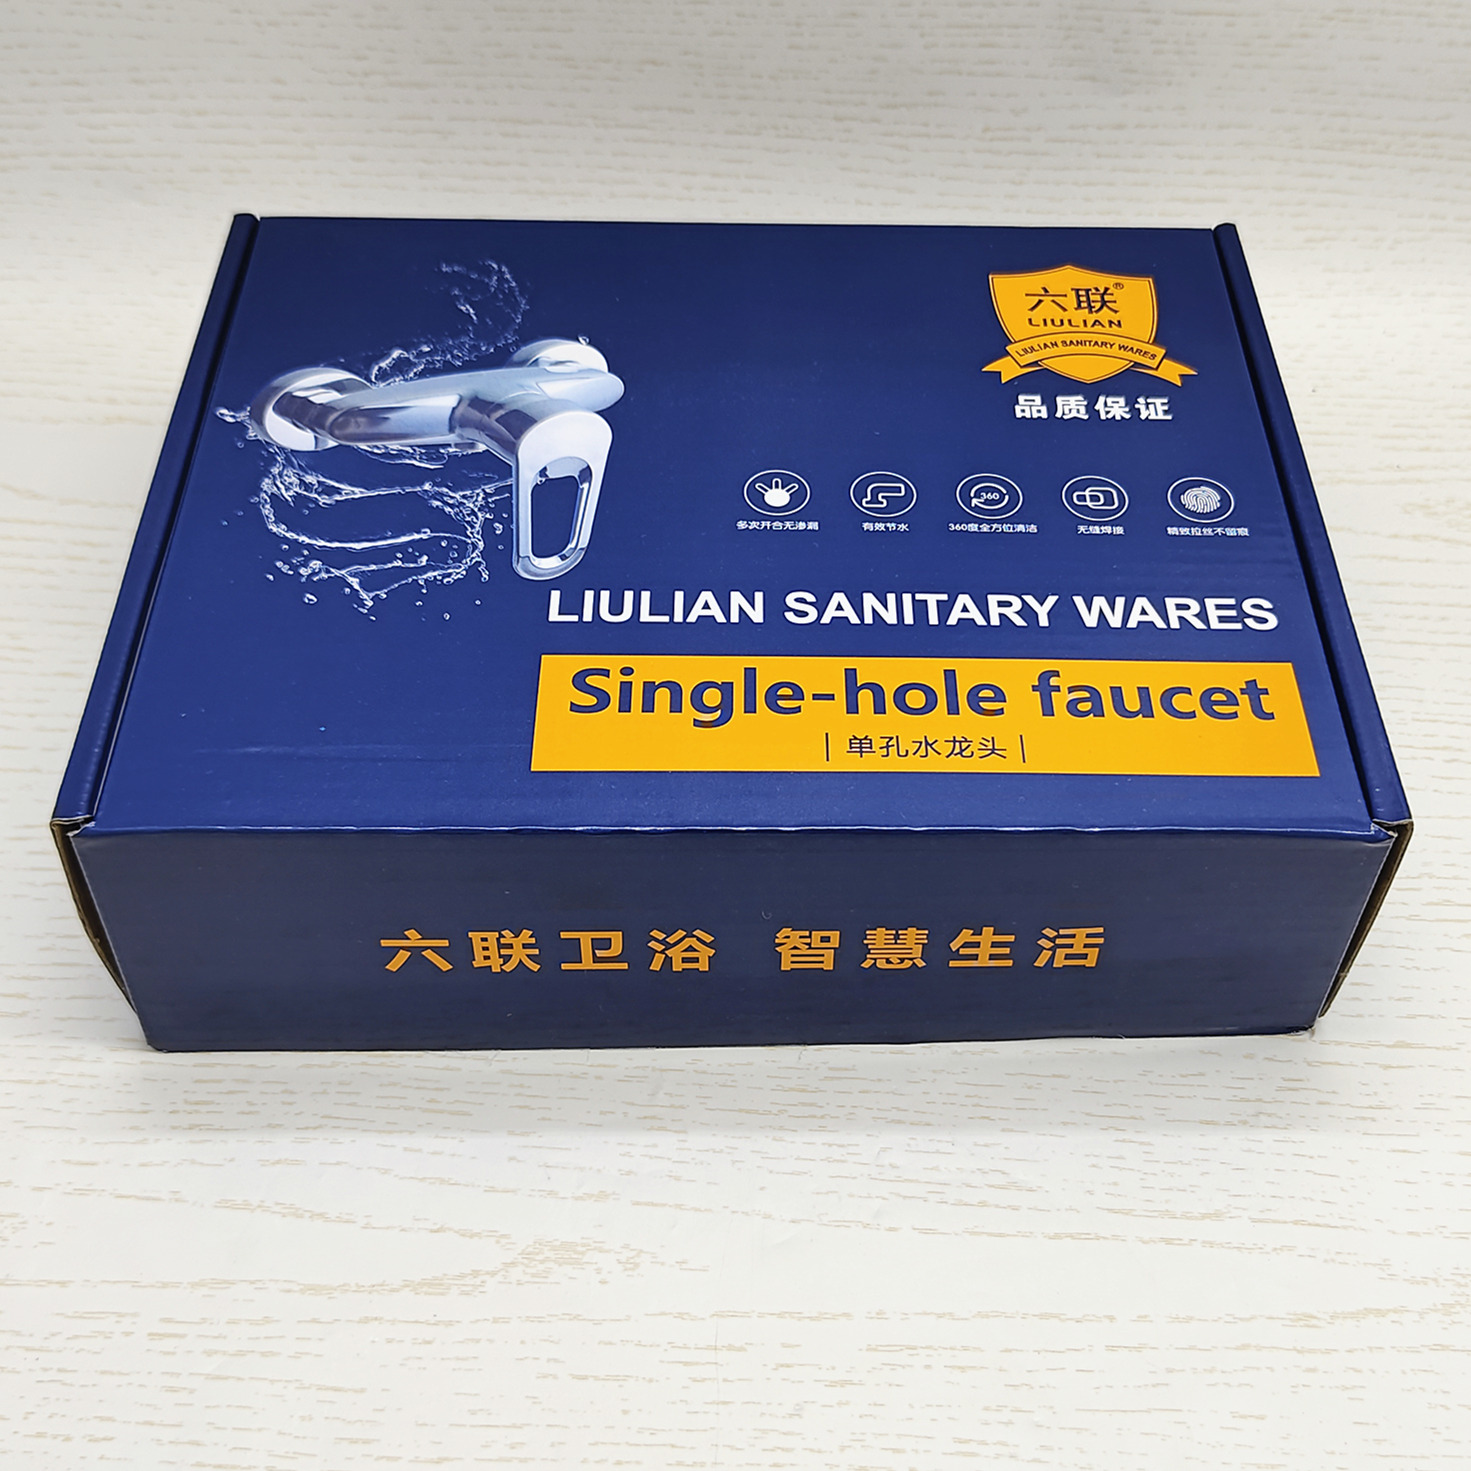 六联®
LIULIAN
LIULIAN SANITARY WARES
品质保证
360
多次开合无渗漏
有效节水
360度全方位清洁
无缝焊接
精致拉丝不留痕
LIULIAN SANITARY WARES
Single-hole faucet
| 单孔水龙头 |
六联卫浴 智慧生活